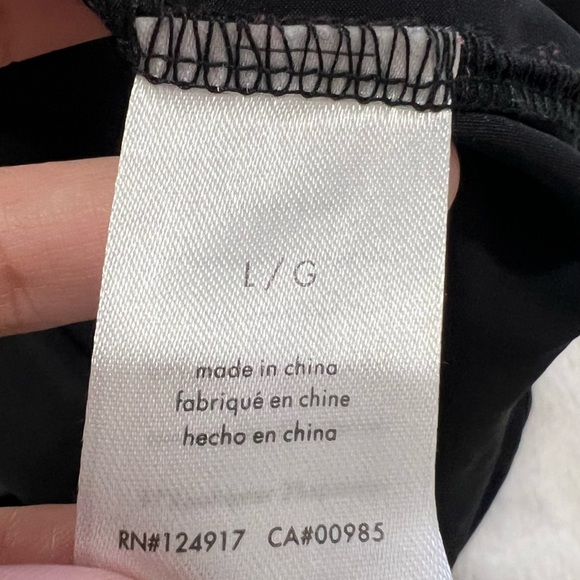 L / G
made in china
fabriqué en chine
hecho en china
RN#124917 CA#00985